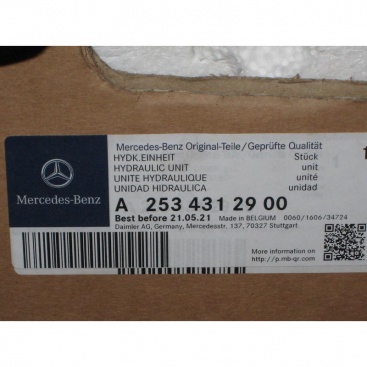 Mercedes-Benz Original-Teile/Geprüfte Qualität
HYDK.EINHEIT Stück
HYDRAULIC UNIT unit
UNITE HYDRAULIQUE unité
UNIDAD HIDRAULICA unidad
Mercedes-Benz
A 253 431 29 00
Best before 21.05.21 Made in BELGIUM 0060/1606/34724
Daimler AG, Germany, Mercedesstr. 137, 70327 Stuttgart
More information on
http://p.mb-qr.com